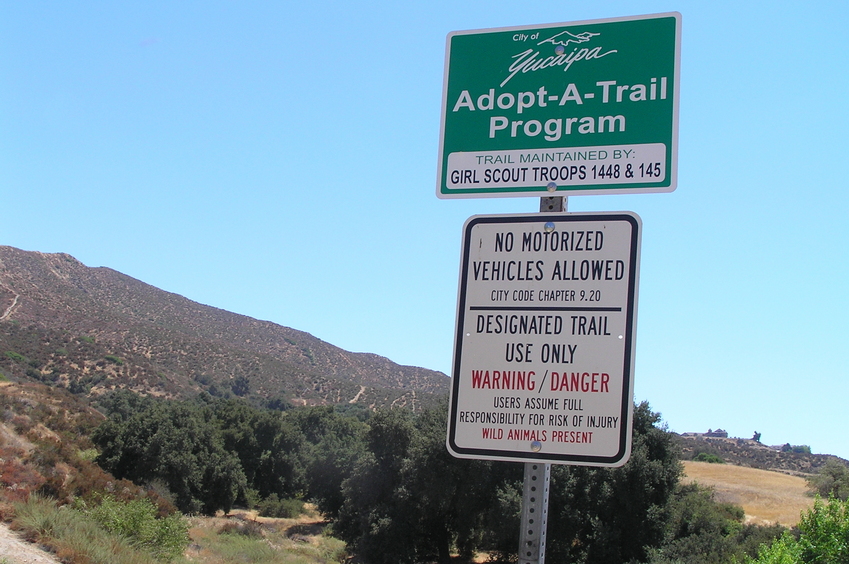 City of
Yucaipa
Adopt-A-Trail
Program
TRAIL MAINTAINED BY:
GIRL SCOUT TROOPS 1448 & 145
NO MOTORIZED
VEHICLES ALLOWED
CITY CODE CHAPTER 9.20
DESIGNATED TRAIL
USE ONLY
WARNING/DANGER
USERS ASSUME FULL
RESPONSIBILITY FOR RISK OF INJURY
WILD ANIMALS PRESENT